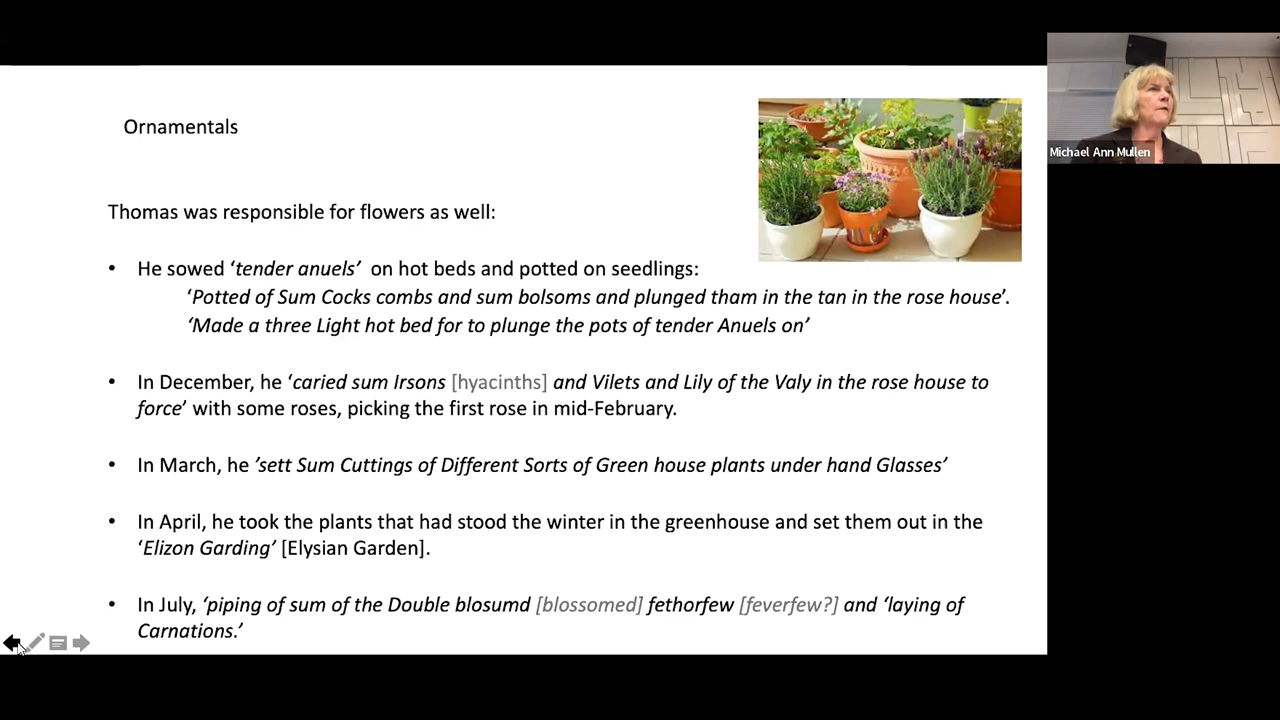 Ornamentals
Michael Ann Mullen
Thomas was responsible for flowers as well:
• He sowed ‘tender anuels’ on hot beds and potted on seedlings:
‘Potted of Sum Cocks combs and sum bolsoms and plunged tham in the tan in the rose house’.
‘Made a three Light hot bed for to plunge the pots of tender Anuels on’
• In December, he ‘caried sum Irsons [hyacinths] and Vilets and Lily of the Valy in the rose house to
force’ with some roses, picking the first rose in mid-February.
• In March, he ’sett Sum Cuttings of Different Sorts of Green house plants under hand Glasses’
• In April, he took the plants that had stood the winter in the greenhouse and set them out in the
‘Elizon Garding’ [Elysian Garden].
• In July, ‘piping of sum of the Double blosumd [blossomed] fethorfew [feverfew?] and ‘laying of
Carnations.’